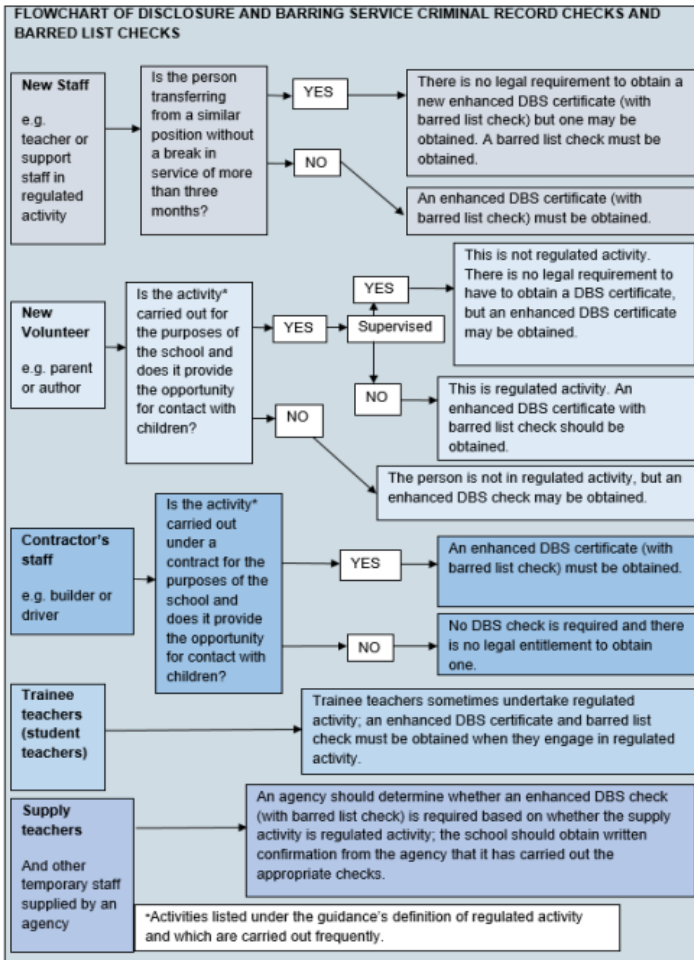 FLOWCHART OF DISCLOSURE AND BARRING SERVICE CRIMINAL RECORD CHECKS AND
BARRED LIST CHECKS
New Staff
e.g.
teacher or
support
staff in
regulated
activity
Is the person
transferring
from a similar
position without
a break in
service of more
than three
months?
YES
There is no legal requirement to obtain a
new enhanced DBS certificate (with
barred list check) but one may be
obtained. A barred list check must be
obtained.
NO
An enhanced DBS certificate (with
barred list check) must be obtained.
New
Volunteer
e.g. parent
or author
Is the activity*
carried out for
the purposes of
the school and
does it provide
the opportunity
for contact with
children?
YES
Supervised
YES
This is not regulated activity.
There is no legal requirement to
have to obtain a DBS certificate,
but an enhanced DBS certificate
may be obtained.
NO
This is regulated activity. An
enhanced DBS certificate with
barred list check should be
obtained.
NO
The person is not in regulated activity, but an
enhanced DBS check may be obtained.
Contractor's
staff
e.g. builder or
driver
Is the activity*
carried out
under a
contract for the
purposes of the
school and
does it provide
the opportunity
for contact with
children?
YES
An enhanced DBS certificate (with
barred list check) must be obtained.
NO
No DBS check is required and there
is no legal entitlement to obtain
one.
Trainee
teachers
(student
teachers)
Trainee teachers sometimes undertake regulated
activity; an enhanced DBS certificate and barred list
check must be obtained when they engage in regulated
activity.
Supply
teachers
And other
temporary staff
supplied by an
agency
An agency should determine whether an enhanced DBS check
(with barred list check) is required based on whether the supply
activity is regulated activity; the school should obtain written
confirmation from the agency that it has carried out the
appropriate checks.
*Activities listed under the guidance's definition of regulated activity
and which are carried out frequently.